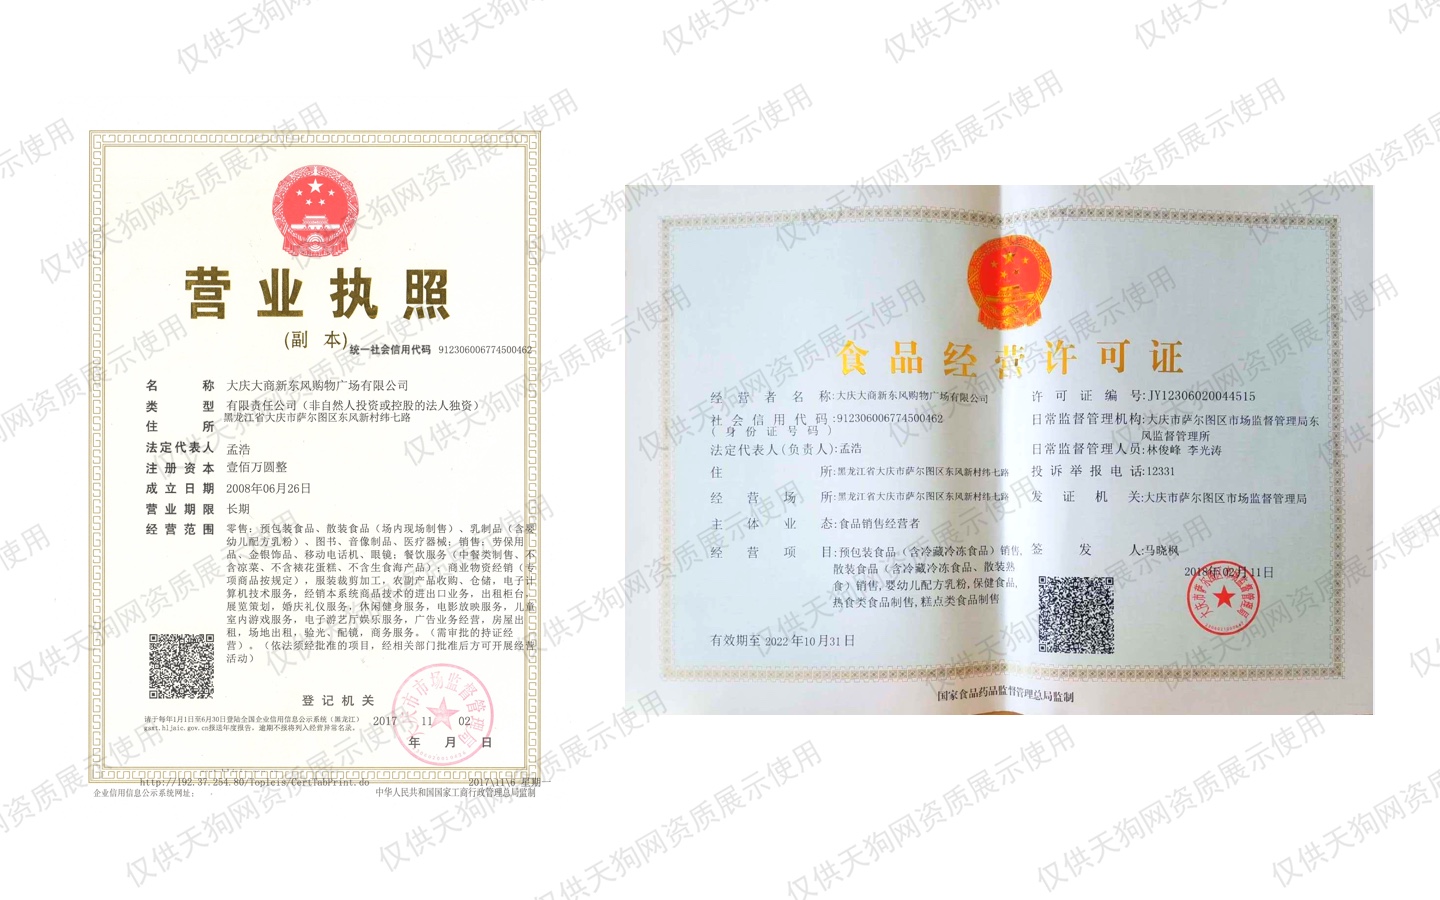 营业执照
(副 本)
统一社会信用代码 912306006774500462
名 称 大庆大商新东风购物广场有限公司
类 型 有限责任公司（非自然人投资或控股的法人独资）
住 所 黑龙江省大庆市萨尔图区东风新村纬七路
法定代表人 孟浩
注册资本 壹佰万圆整
成立日期 2008年06月26日
营业期限 长期
经营范围 零售：预包装食品、散装食品（场内现场制售）、乳制品（含婴
幼儿配方乳粉）、图书、音像制品、医疗器械；销售：劳保用
品、金银饰品、移动电话机、眼镜；餐饮服务（中餐类制售、不
含凉菜、不含裱花蛋糕、不含生食海产品）；商业物资经销（专
项商品按规定），服装裁剪加工，农副产品收购、仓储，电子计
算机技术服务，经销本系统商品技术的进出口业务，出租柜台，
展览策划，婚庆礼仪服务，休闲健身服务，电影放映服务，儿童
室内游戏服务，电子游艺厅娱乐服务，广告业务经营，房屋出
租，场地出租，验光、配镜，商务服务。（需审批的持证经
营）。（依法须经批准的项目，经相关部门批准后方可开展经营
活动）
登记机关
请于每年1月1日至6月30日登陆全国企业信用信息公示系统（黑龙江）
gsxt.hljaic.gov.cn报送年度报告。逾期不报将列入经营异常名录。
2017 11 02
年 月 日
http://192.37.254.80/TopIcis/CertTabPrint.do 2017\11\6 星期一
企业信用信息公示系统网址： 中华人民共和国国家工商行政管理总局监制
食品经营许可证
经营者名称:大庆大商新东风购物广场有限公司
社会信用代码:912306006774500462
(身份证号码)
法定代表人(负责人):孟浩
住 所:黑龙江省大庆市萨尔图区东风新村纬七路
经营场所:黑龙江省大庆市萨尔图区东风新村纬七路
主体业态:食品销售经营者
经营项目:预包装食品（含冷藏冷冻食品）销售,
散装食品（含冷藏冷冻食品、散装熟
食）销售,婴幼儿配方乳粉,保健食品,
热食类食品制售,糕点类食品制售
有效期至 2022 年10 月31 日
许可证编号:JY12306020044515
日常监督管理机构:大庆市萨尔图区市场监督管理局东
风监督管理所
日常监督管理人员:林俊峰 李光涛
投诉举报电话:12331
发证机关:大庆市萨尔图区市场监督管理局
签发人:马晓枫
2018年02月11日
国家食品药品监督管理总局监制
仅供天狗网资质展示使用